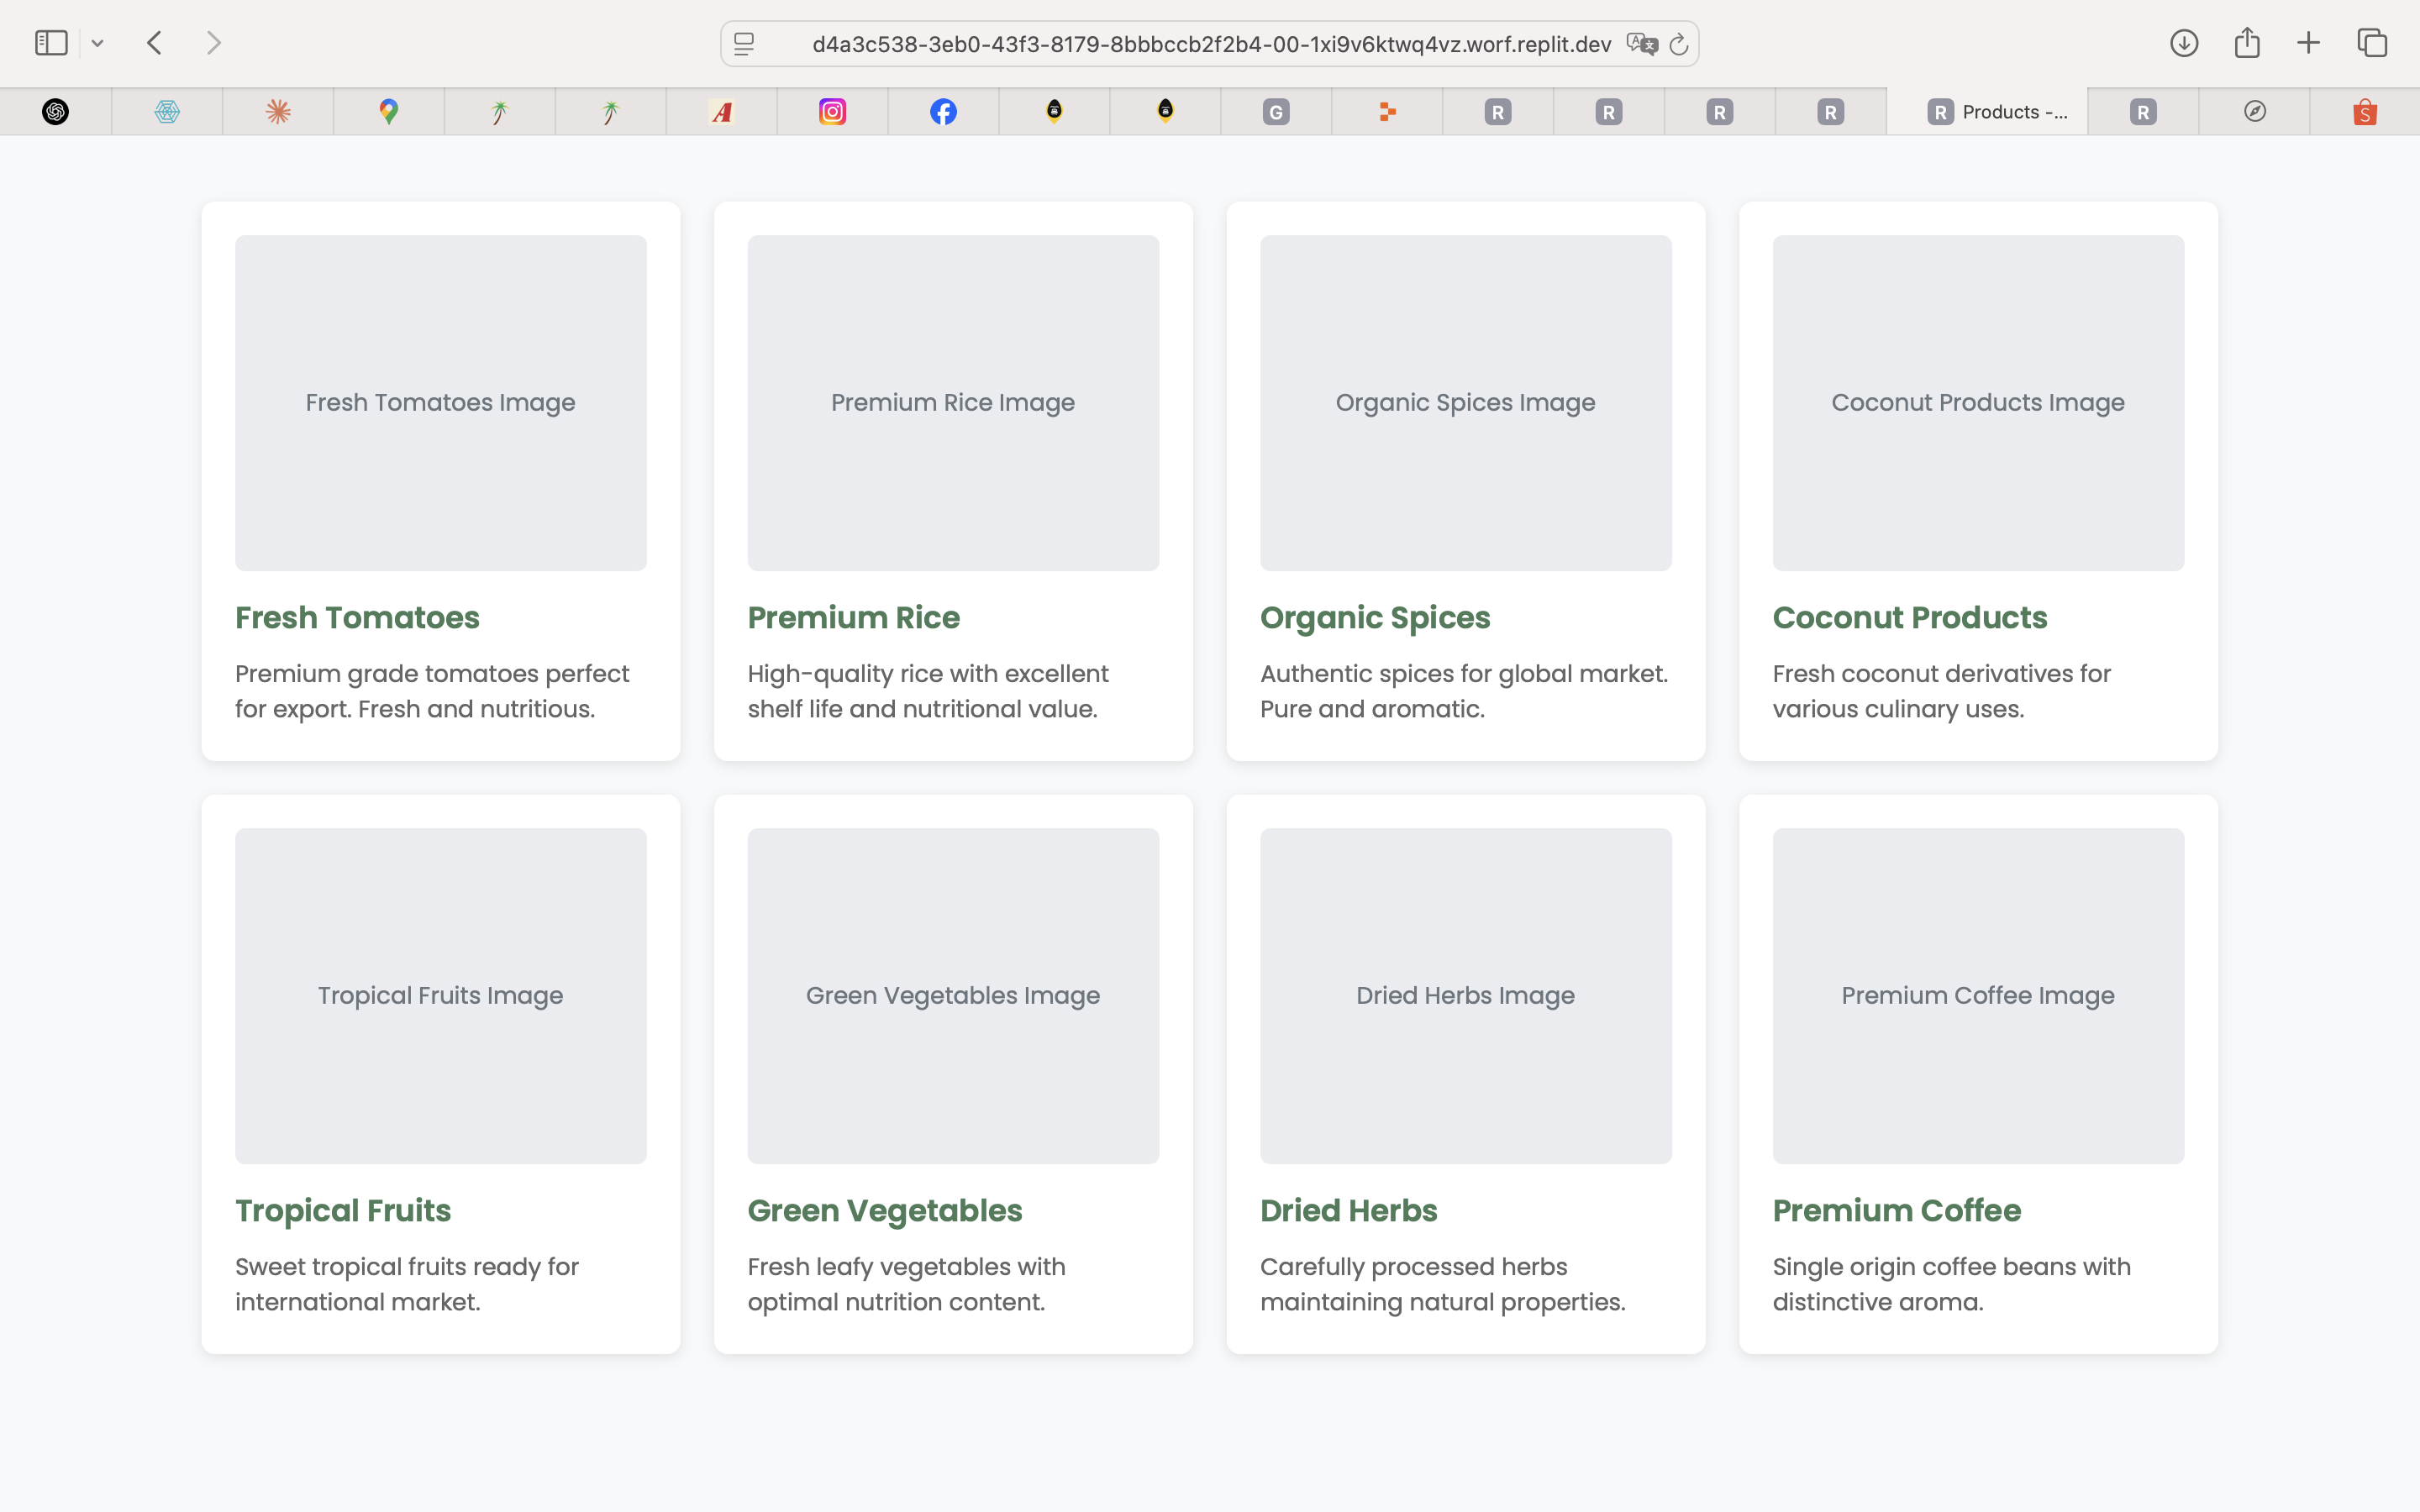 d4a3c538-3eb0-43f3-8179-8bbbccb2f2b4-00-1xi9v6ktwq4vz.worf.replit.dev
A
G
R
R
R
R
R Products -...
R
S
Fresh Tomatoes Image
Premium Rice Image
Organic Spices Image
Coconut Products Image
Fresh Tomatoes
Premium grade tomatoes perfect
for export. Fresh and nutritious.
Premium Rice
High-quality rice with excellent
shelf life and nutritional value.
Organic Spices
Authentic spices for global market.
Pure and aromatic.
Coconut Products
Fresh coconut derivatives for
various culinary uses.
Tropical Fruits Image
Green Vegetables Image
Dried Herbs Image
Premium Coffee Image
Tropical Fruits
Sweet tropical fruits ready for
international market.
Green Vegetables
Fresh leafy vegetables with
optimal nutrition content.
Dried Herbs
Carefully processed herbs
maintaining natural properties.
Premium Coffee
Single origin coffee beans with
distinctive aroma.